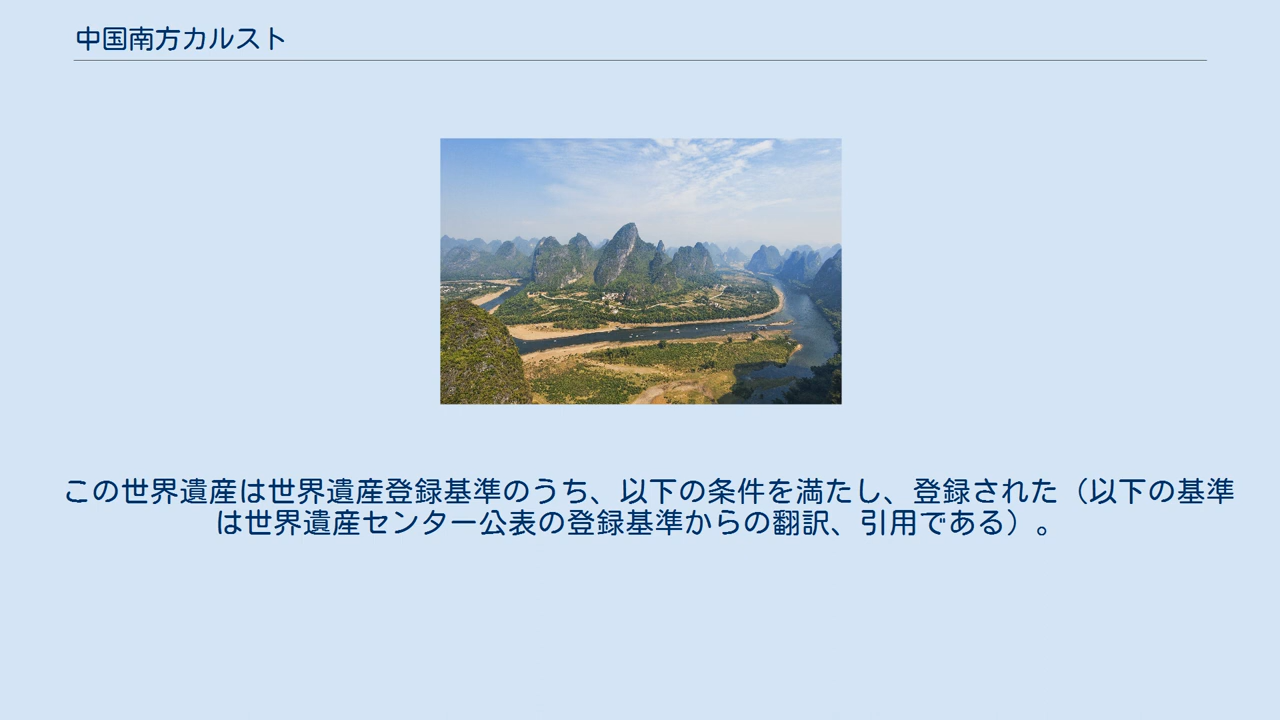 中国南方カルスト
この世界遺産は世界遺産登録基準のうち、以下の条件を満たし、登録された（以下の基準
は世界遺産センター公表の登録基準からの翻訳、引用である）。